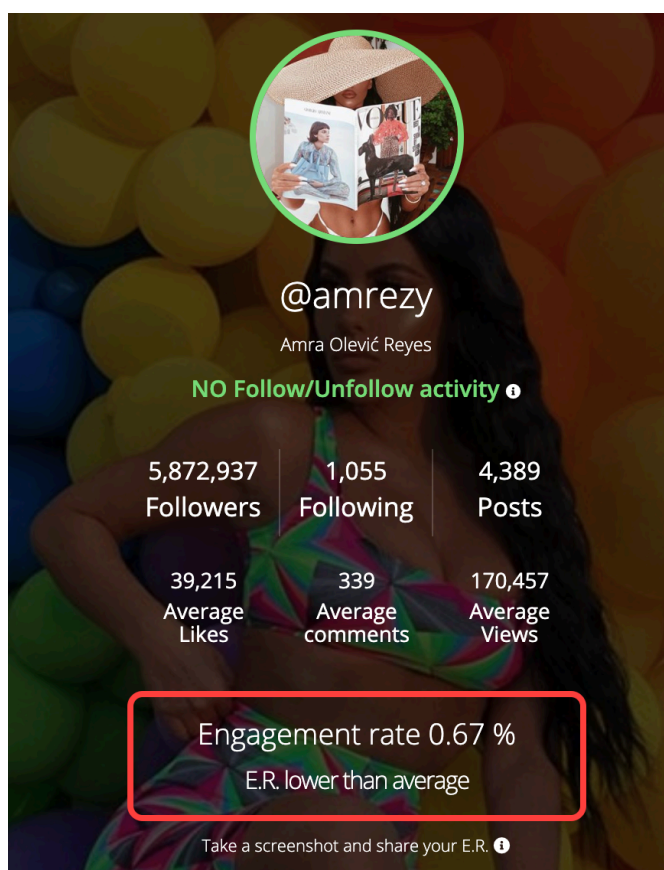 VOGUE
@amrezy
Amra Olević Reyes
NO Follow/Unfollow activity
5,872,937 1,055 4,389
Followers Following Posts
39,215 339 170,457
Average Average Average
Likes comments Views
Engagement rate 0.67 %
E.R. lower than average
Take a screenshot and share your E.R.